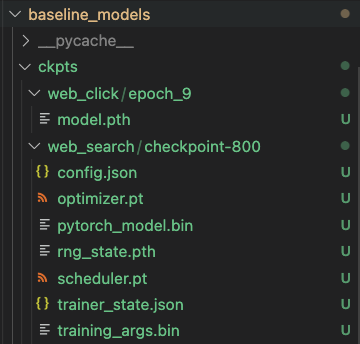 baseline_models
__pycache__
ckpts
web_click/epoch_9
model.pth U
web_search/checkpoint-800
{} config.json U
optimizer.pt U
pytorch_model.bin U
rng_state.pth U
scheduler.pt U
{} trainer_state.json U
training_args.bin U